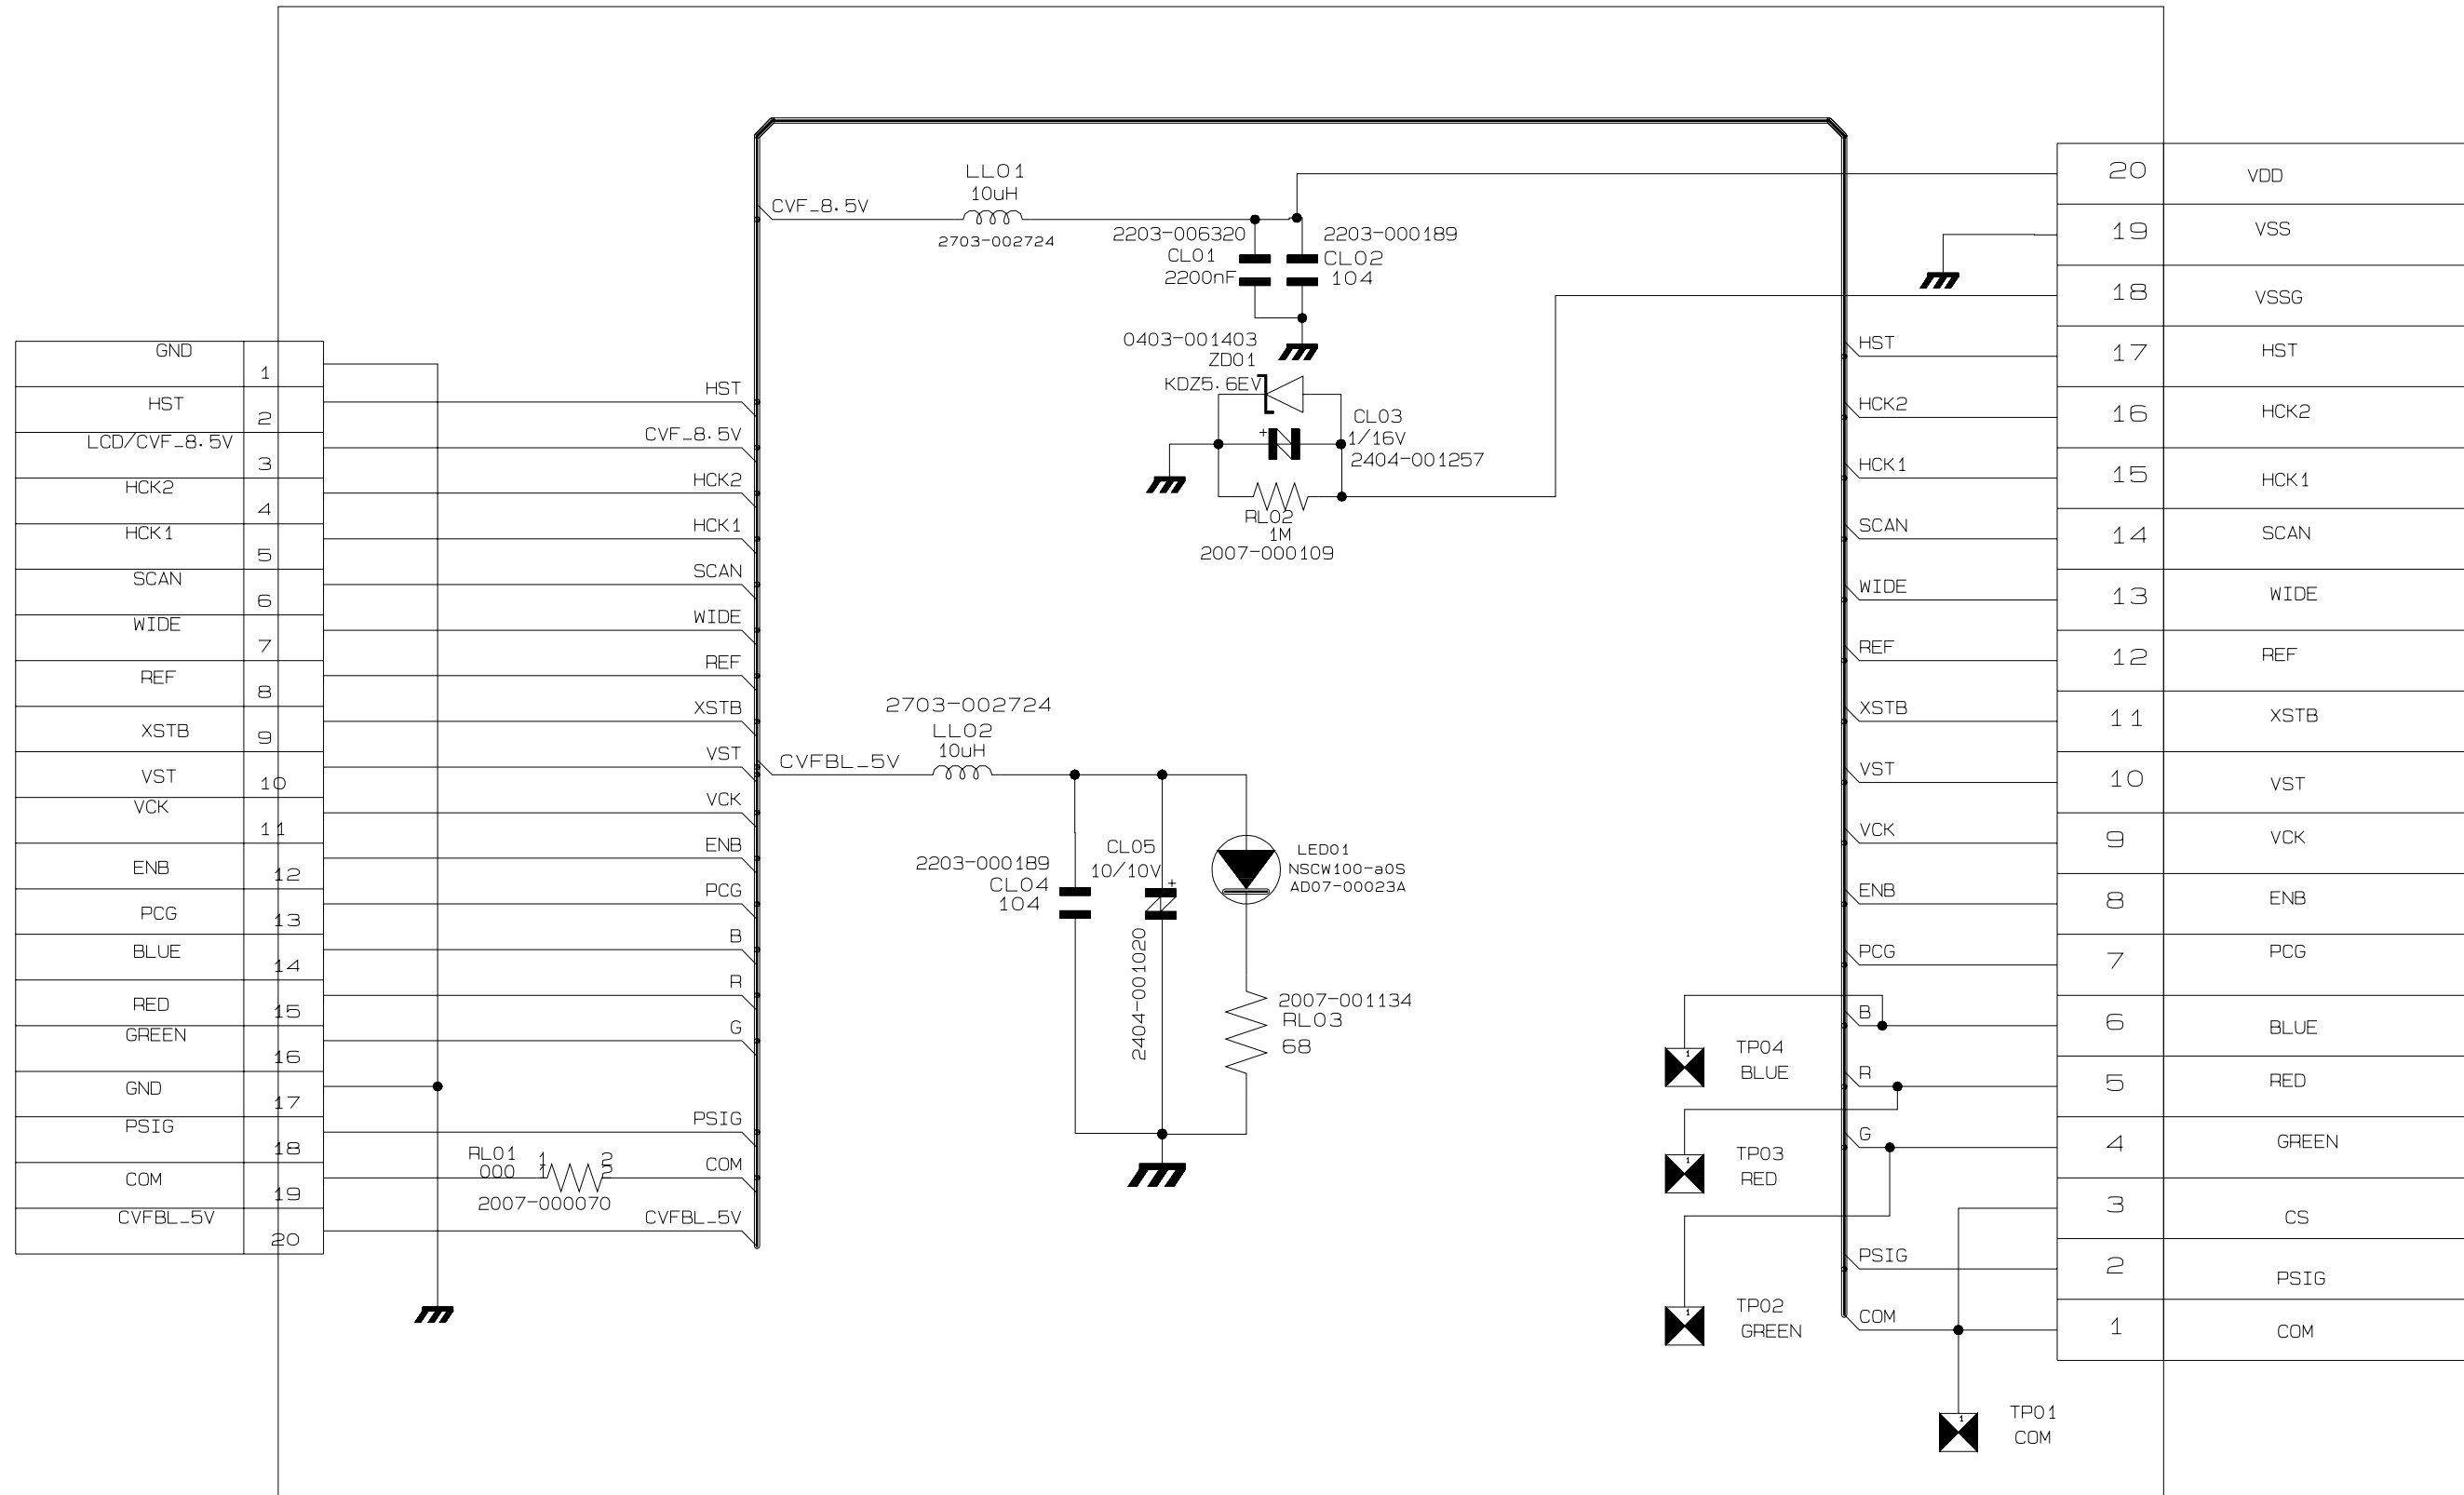 LL01
10uH
CVF_8.5V
2703-002724
2203-006320
CL01
2200nF
2203-000189
CL02
104
0403-001403
ZD01
KDZ5.6EV
+
CL03
1/16V
2404-001257
RL02
1M
2007-000109
GND
1
HST
2
LCD/CVF_8.5V
3
HCK2
4
HCK1
5
SCAN
6
WIDE
7
REF
8
XSTB
9
VST
10
VCK
11
ENB
12
PCG
13
BLUE
14
RED
15
GREEN
16
GND
17
PSIG
18
COM
19
CVFBL_5V
20
HST
CVF_8.5V
HCK2
HCK1
SCAN
WIDE
REF
XSTB
VST
VCK
ENB
PCG
B
R
G
PSIG
RL01
000
1
1
2
2
2007-000070
COM
CVFBL_5V
2703-002724
LL02
10uH
CVFBL_5V
2203-000189
CL04
104
CL05
10/10V
+
2404-001020
LED01
NSCW100-a0S
AD07-00023A
2007-001134
RL03
68
HST
HCK2
HCK1
SCAN
WIDE
REF
XSTB
VST
VCK
ENB
PCG
B
R
G
PSIG
COM
1
TP04
BLUE
1
TP03
RED
1
TP02
GREEN
1
TP01
COM
20 VDD
19 VSS
18 VSSG
17 HST
16 HCK2
15 HCK1
14 SCAN
13 WIDE
12 REF
11 XSTB
10 VST
9 VCK
8 ENB
7 PCG
6 BLUE
5 RED
4 GREEN
3 CS
2 PSIG
1 COM